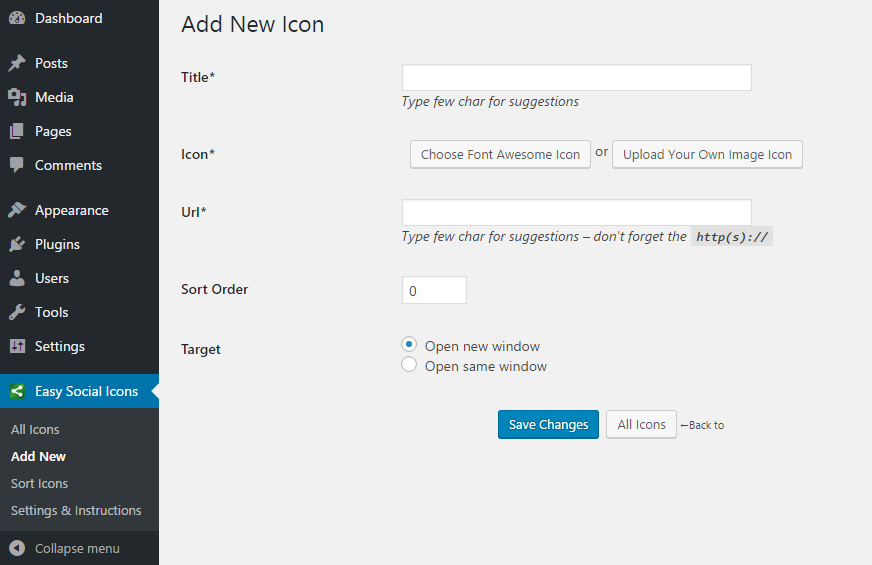 Dashboard
Posts
Media
Pages
Comments
Appearance
Plugins
Users
Tools
Settings
Easy Social Icons
All Icons
Add New
Sort Icons
Settings & Instructions
Collapse menu
Add New Icon
Title*
Type few char for suggestions
Icon* Choose Font Awesome Icon or Upload Your Own Image Icon
Url*
Type few char for suggestions – don't forget the http(s)://
Sort Order 0
Target Open new window
Open same window
Save Changes All Icons ←Back to